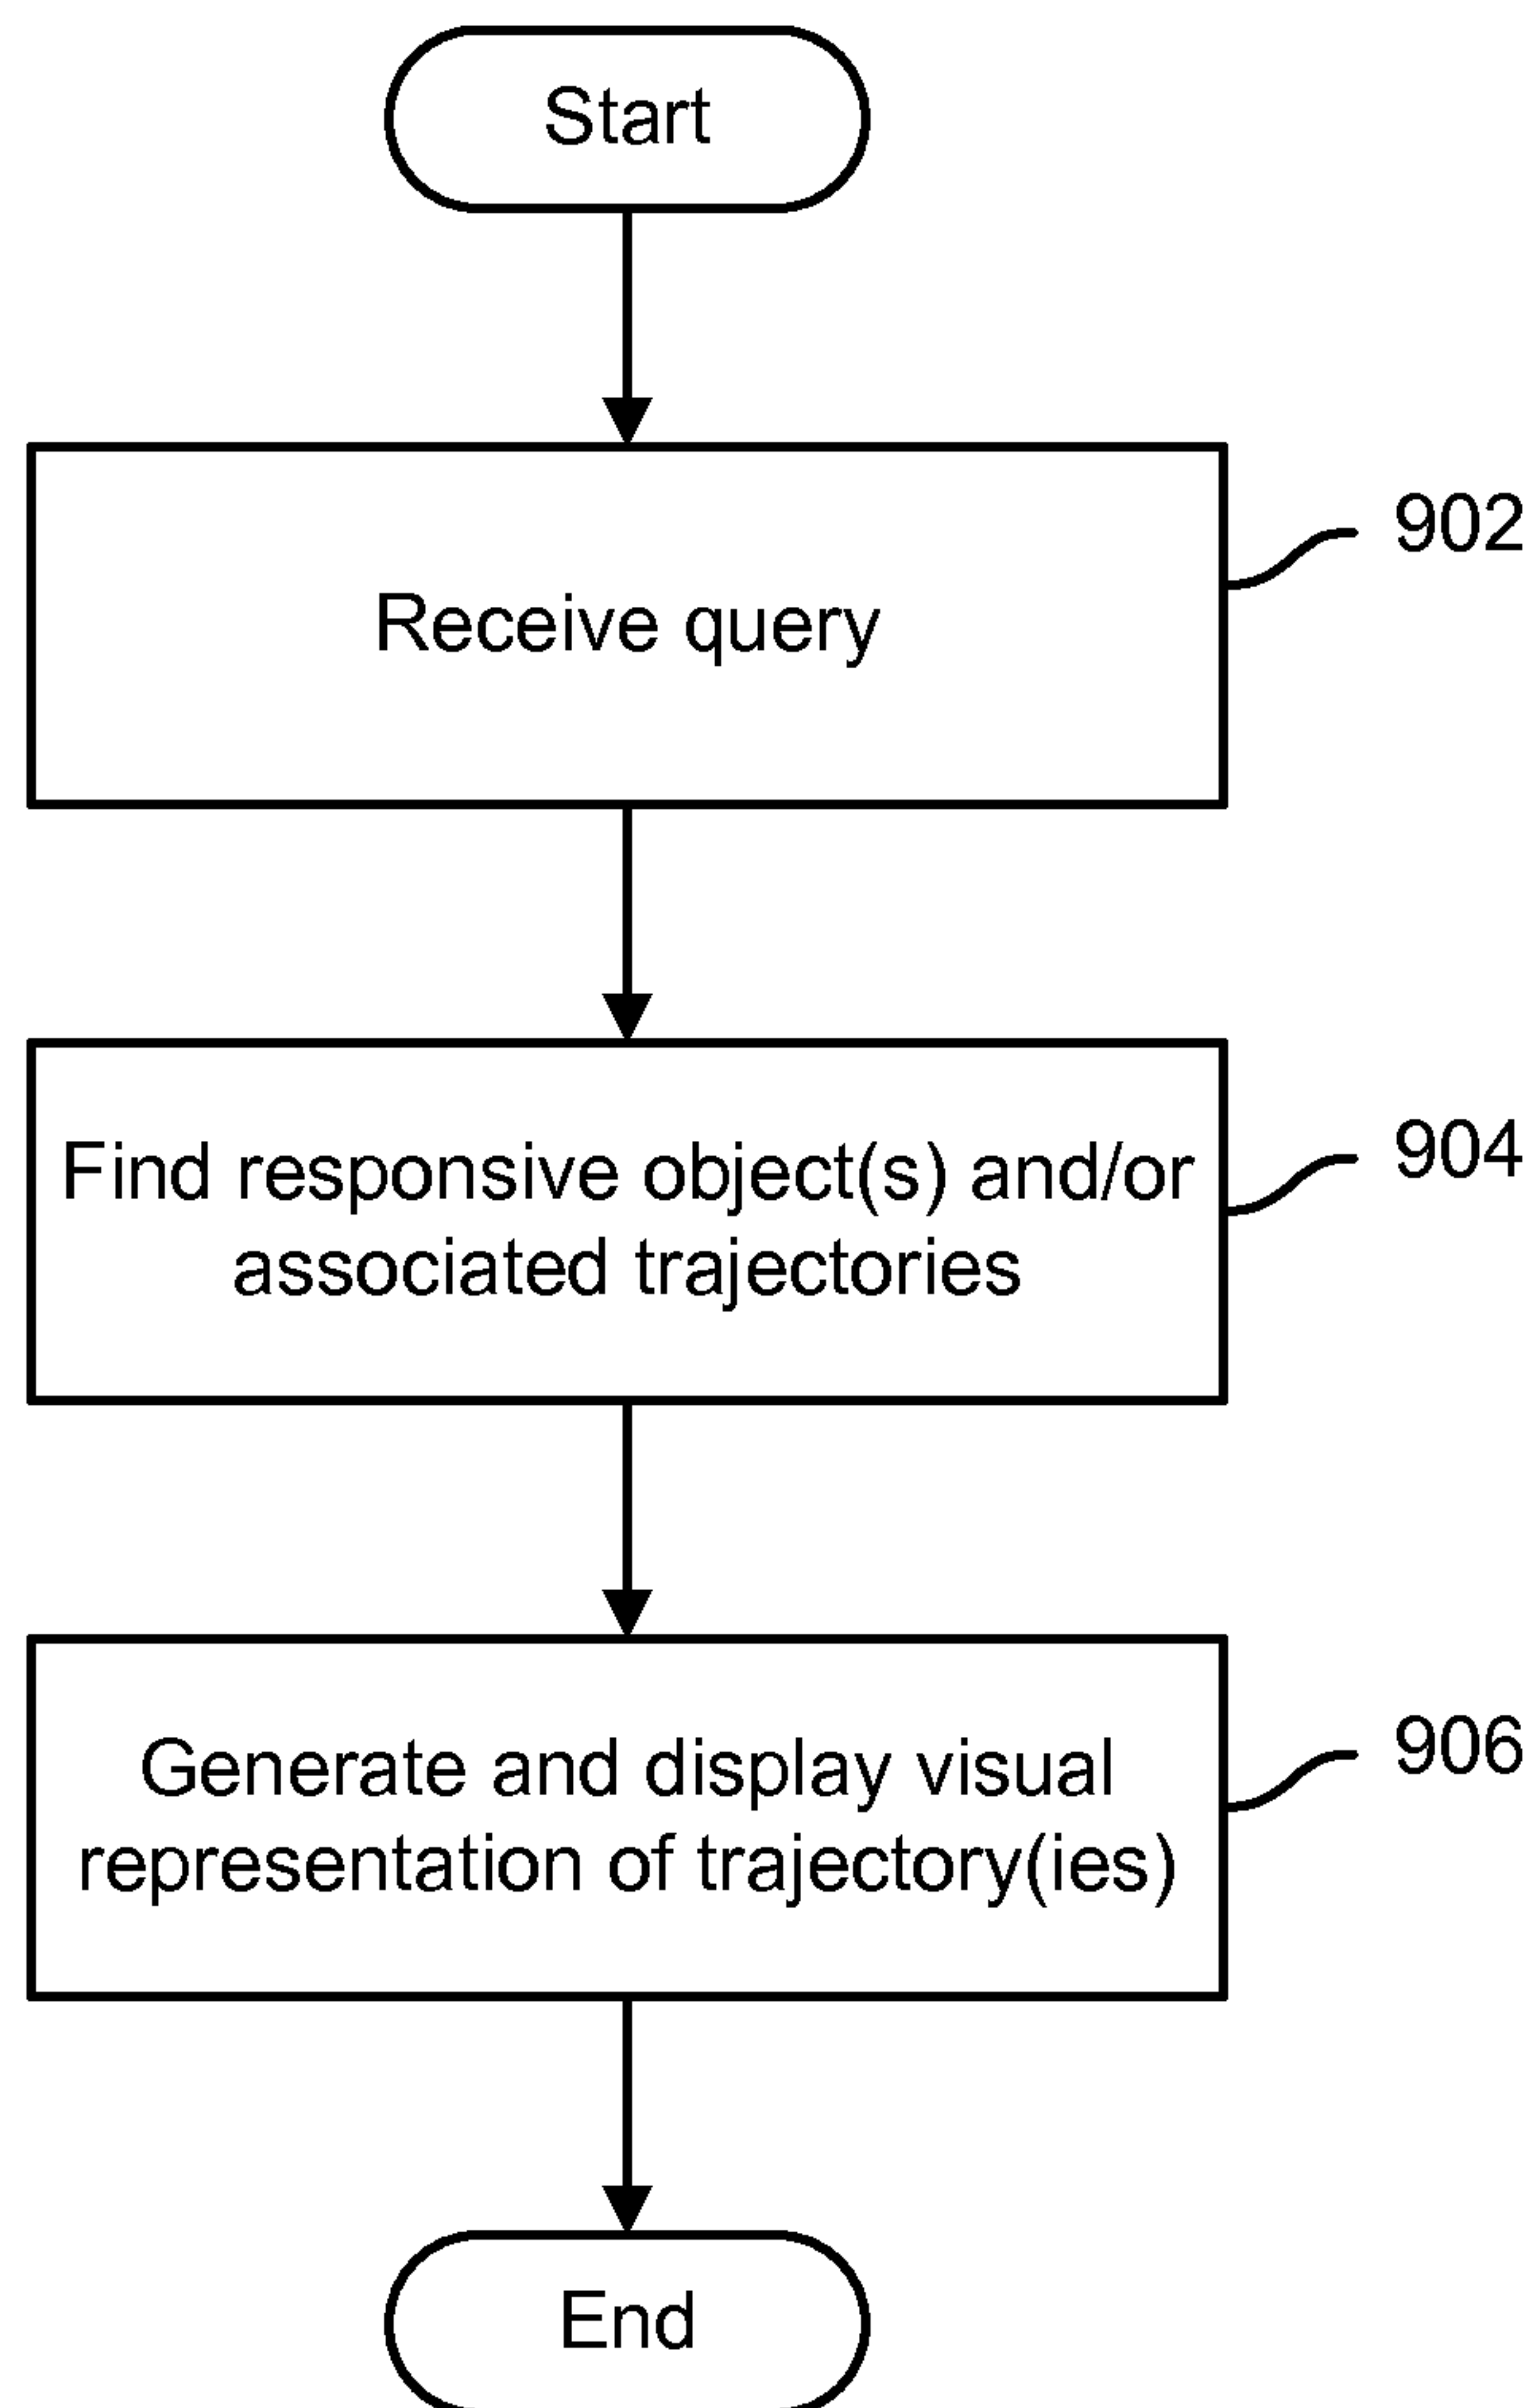 Start
902
Receive query
904
Find responsive object(s) and/or
associated trajectories
906
Generate and display visual
representation of trajectory(ies)
End